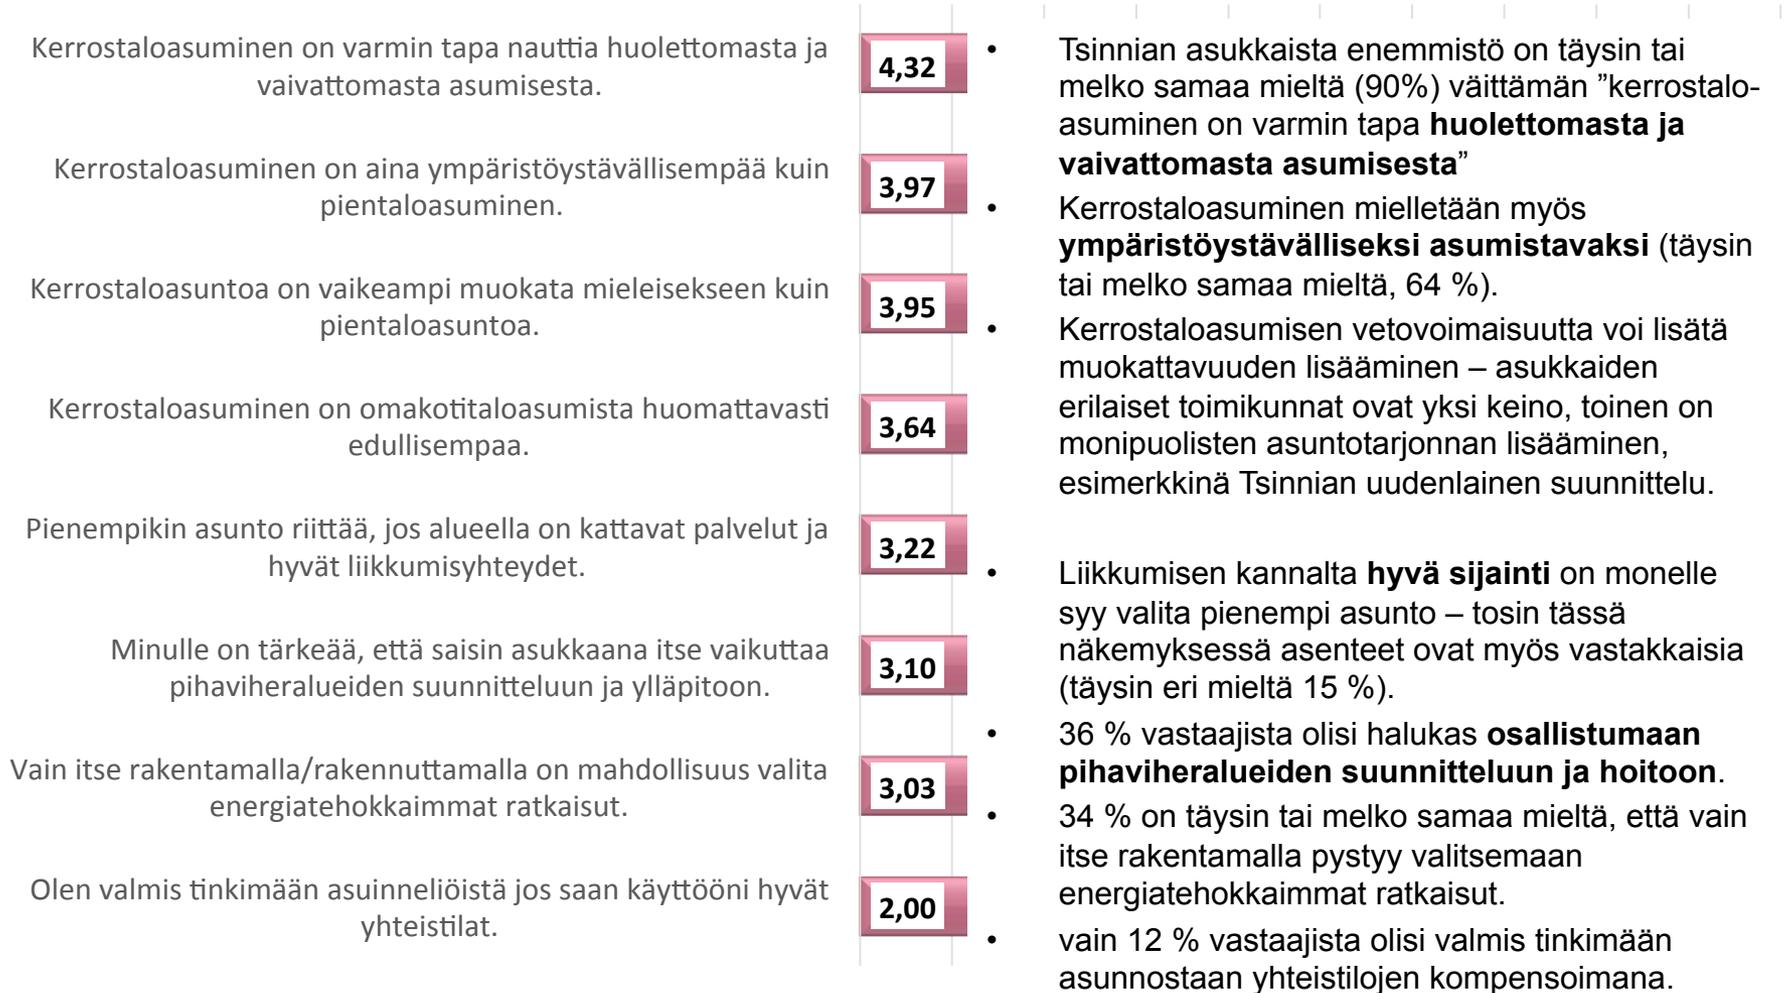 Kerrostaloasuminen on varmin tapa nauttia huolettomasta ja
vaivattomasta asumisesta.
4,32
Kerrostaloasuminen on aina ympäristöystävällisempää kuin
pientaloasuminen.
3,97
Kerrostaloasuntoa on vaikeampi muokata mieleisekseen kuin
pientaloasuntoa.
3,95
Kerrostaloasuminen on omakotitaloasumista huomattavasti
edullisempaa.
3,64
Pienempikin asunto riittää, jos alueella on kattavat palvelut ja
hyvät liikkumisyhteydet.
3,22
Minulle on tärkeää, että saisin asukkaana itse vaikuttaa
pihaviheralueiden suunnitteluun ja ylläpitoon.
3,10
Vain itse rakentamalla/rakennuttamalla on mahdollisuus valita
energiatehokkaimmat ratkaisut.
3,03
Olen valmis tinkimään asuinneliöistä jos saan käyttööni hyvät
yhteistilat.
2,00
• Tsinnian asukkaista enemmistö on täysin tai
melko samaa mieltä (90%) väittämän ”kerrostalo-
asuminen on varmin tapa huolettomasta ja
vaivattomasta asumisesta”
• Kerrostaloasuminen mielletään myös
ympäristöystävälliseksi asumistavaksi (täysin
tai melko samaa mieltä, 64 %).
• Kerrostaloasumisen vetovoimaisuutta voi lisätä
muokattavuuden lisääminen – asukkaiden
erilaiset toimikunnat ovat yksi keino, toinen on
monipuolisten asuntotarjonnan lisääminen,
esimerkkinä Tsinnian uudenlainen suunnittelu.
• Liikkumisen kannalta hyvä sijainti on monelle
syy valita pienempi asunto – tosin tässä
näkemyksessä asenteet ovat myös vastakkaisia
(täysin eri mieltä 15 %).
• 36 % vastaajista olisi halukas osallistumaan
pihaviheralueiden suunnitteluun ja hoitoon.
• 34 % on täysin tai melko samaa mieltä, että vain
itse rakentamalla pystyy valitsemaan
energiatehokkaimmat ratkaisut.
• vain 12 % vastaajista olisi valmis tinkimään
asunnostaan yhteistilojen kompensoimana.